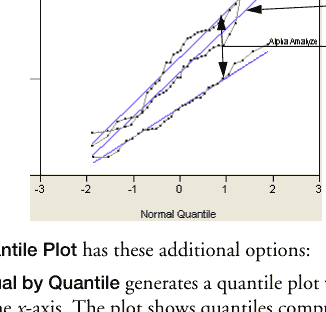 Alpha Analyze
-3 -2 -1 0 1 2 3
Normal Quantile
ntile Plot has these additional options:
ual by Quantile generates a quantile plot
he x-axis. The plot shows quantiles compu